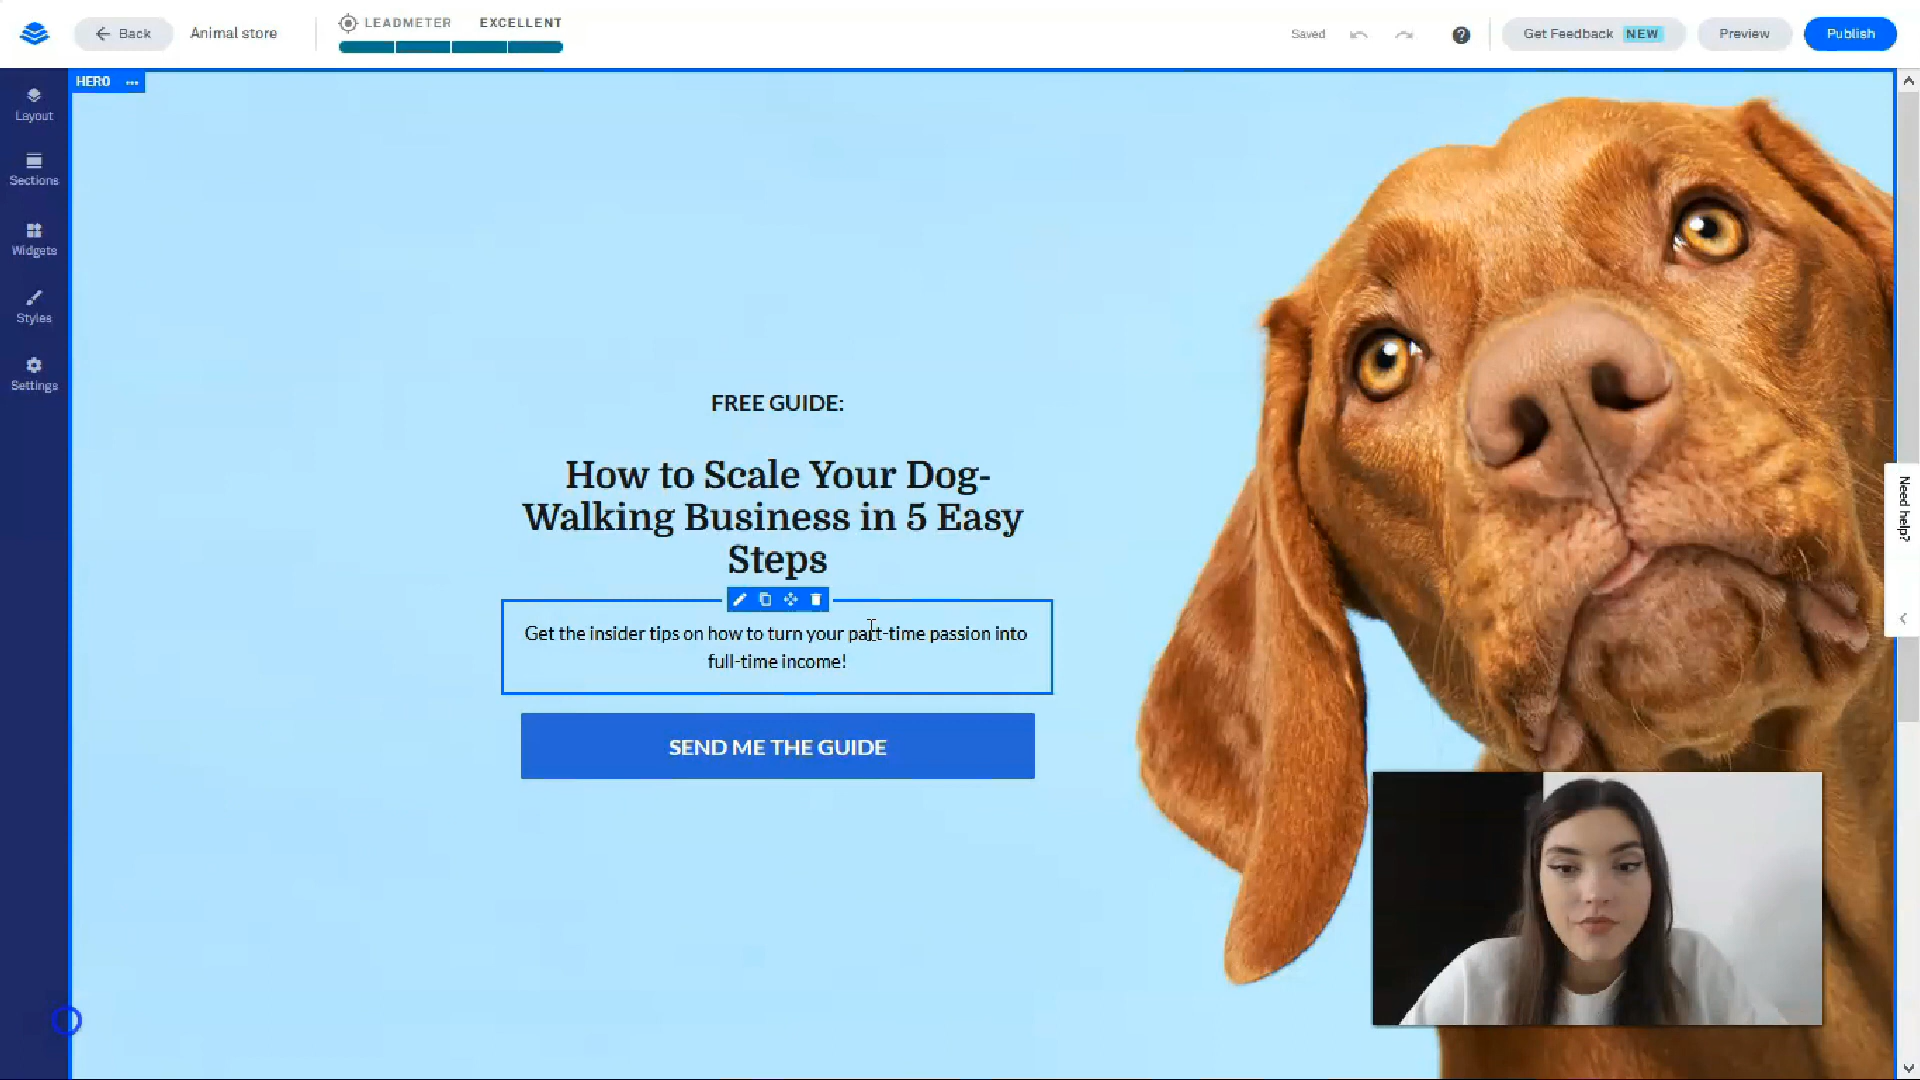 Back
Animal store
LEADMETER EXCELLENT
Saved
Get Feedback NEW
Preview
Publish
HERO ...
Layout
Sections
Widgets
Styles
Settings
FREE GUIDE:
How to Scale Your Dog-
Walking Business in 5 Easy
Steps
Get the insider tips on how to turn your part-time passion into
full-time income!
SEND ME THE GUIDE
Need help?